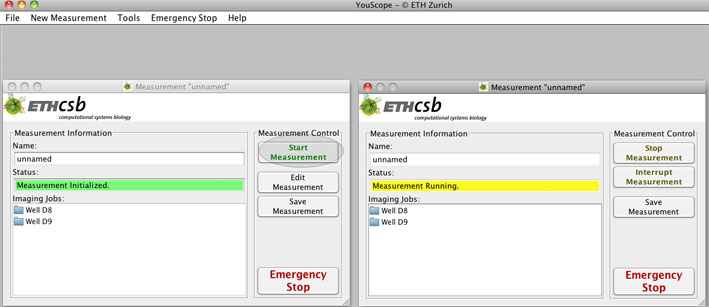 YouScope - © ETH Zurich
File New Measurement Tools Emergency Stop Help
Measurement "unnamed"
ETHcsb
computational systems biology
Measurement Information
Name:
unnamed
Status:
Measurement Initialized.
Imaging Jobs:
Well D8
Well D9
Measurement Control
Start
Measurement
Edit
Measurement
Save
Measurement
Emergency
Stop
Measurement "unnamed"
ETHcsb
computational systems biology
Measurement Information
Name:
unnamed
Status:
Measurement Running.
Imaging Jobs:
Well D8
Well D9
Measurement Control
Stop
Measurement
Interrupt
Measurement
Save
Measurement
Emergency
Stop